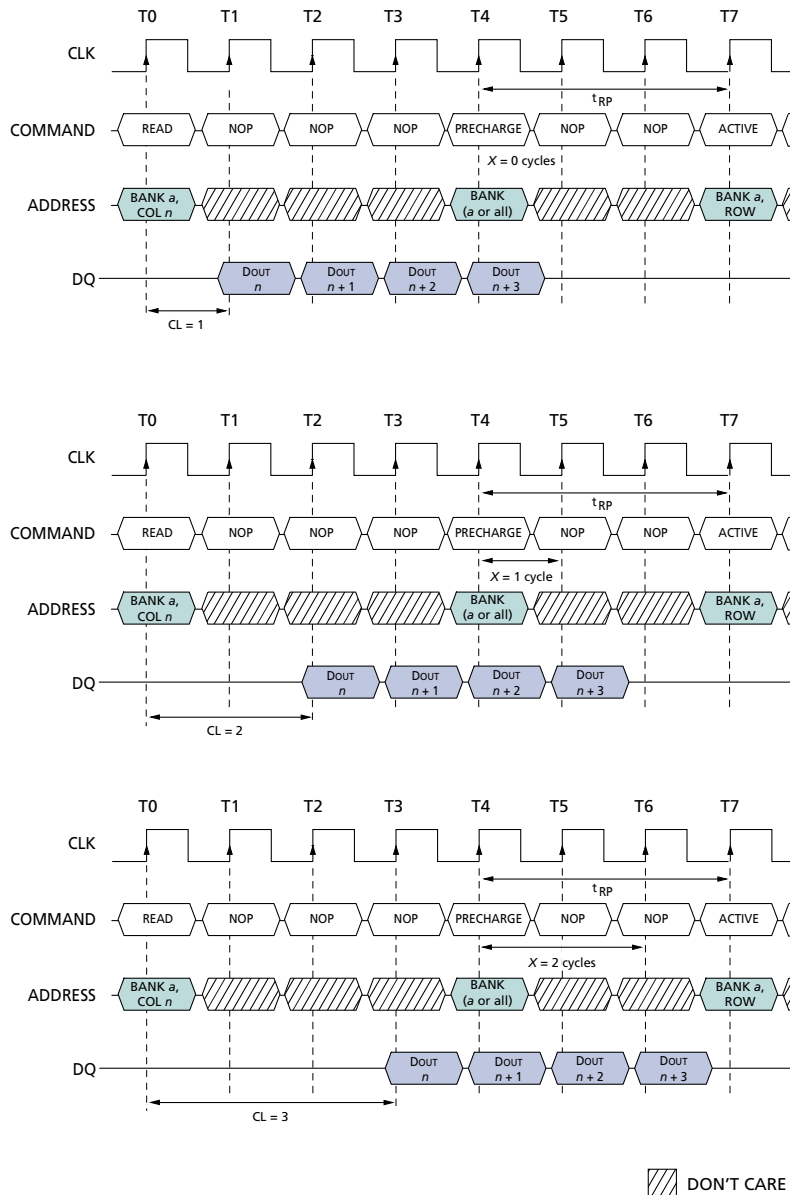 T0 T1 T2 T3 T4 T5 T6 T7
CLK
tRP
COMMAND READ NOP NOP NOP PRECHARGE NOP NOP ACTIVE
X = 0 cycles
ADDRESS BANK a, COL n BANK (a or all) BANK a, ROW
DQ DOUT n DOUT n + 1 DOUT n + 2 DOUT n + 3
CL = 1
T0 T1 T2 T3 T4 T5 T6 T7
CLK
tRP
COMMAND READ NOP NOP NOP PRECHARGE NOP NOP ACTIVE
X = 1 cycle
ADDRESS BANK a, COL n BANK (a or all) BANK a, ROW
DQ DOUT n DOUT n + 1 DOUT n + 2 DOUT n + 3
CL = 2
T0 T1 T2 T3 T4 T5 T6 T7
CLK
tRP
COMMAND READ NOP NOP NOP PRECHARGE NOP NOP ACTIVE
X = 2 cycles
ADDRESS BANK a, COL n BANK (a or all) BANK a, ROW
DQ DOUT n DOUT n + 1 DOUT n + 2 DOUT n + 3
CL = 3
DON'T CARE